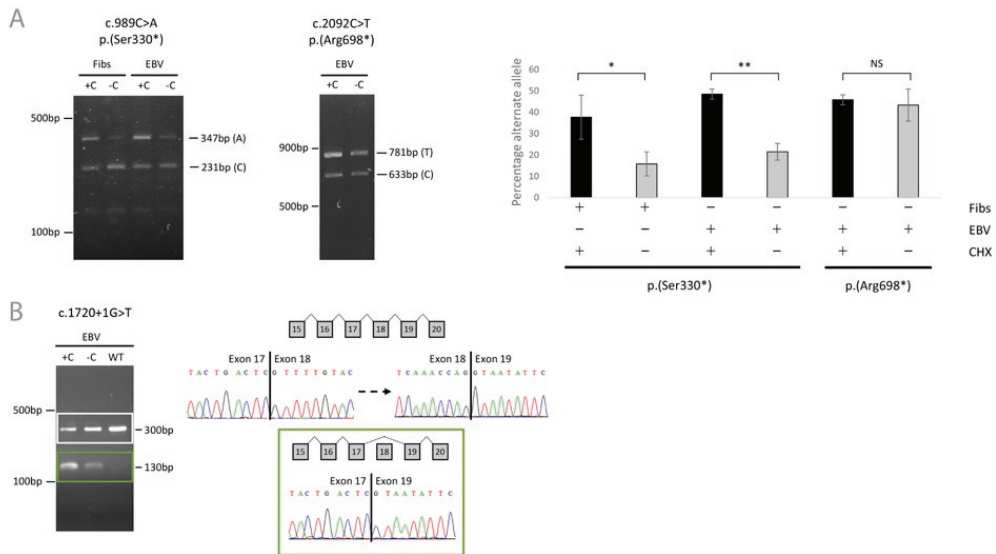 A
c.989C>A
p.(Ser330*)
Fibs EBV
+C -C +C -C
500bp
347bp (A)
231bp (C)
100bp
c.2092C>T
p.(Arg698*)
EBV
+C -C
900bp
781bp (T)
633bp (C)
500bp
Percentage alternate allele
60
50
40
30
20
10
0
* ** NS
+ + − − − − Fibs
− − + + + + EBV
+ − + − + − CHX
p.(Ser330*) p.(Arg698*)
B
c.1720+1G>T
EBV
+C -C WT
500bp
300bp
130bp
100bp
15 16 17 18 19 20
Exon 17 Exon 18
T A C T G A C T C G T T T T G T A C
Exon 18 Exon 19
T C A A A C C A G G T A A T A T T C
15 16 17 18 19 20
Exon 17 Exon 19
T A C T G A C T C G T A A T A T T C